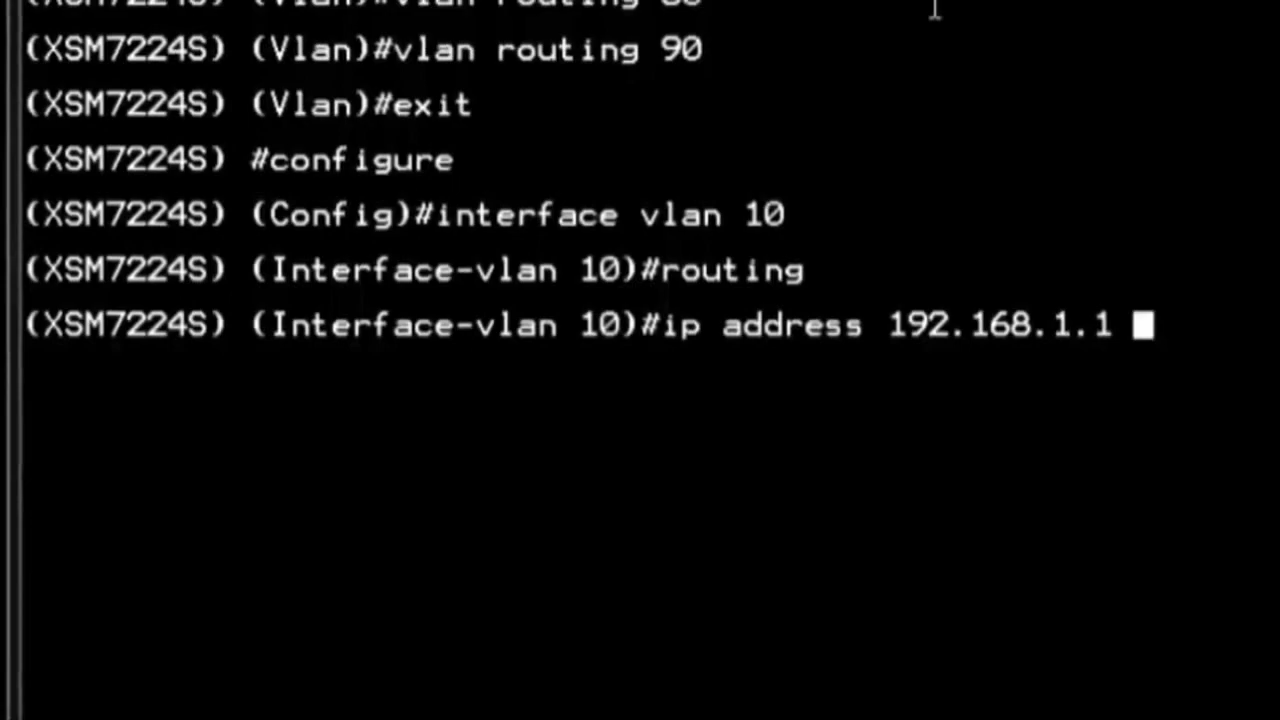 (XSM7224S) (Vlan)#vlan routing
(XSM7224S) (Vlan)#vlan routing 90
(XSM7224S) (Vlan)#exit
(XSM7224S) #configure
(XSM7224S) (Config)#interface vlan 10
(XSM7224S) (Interface-vlan 10)#routing
(XSM7224S) (Interface-vlan 10)#ip address 192.168.1.1